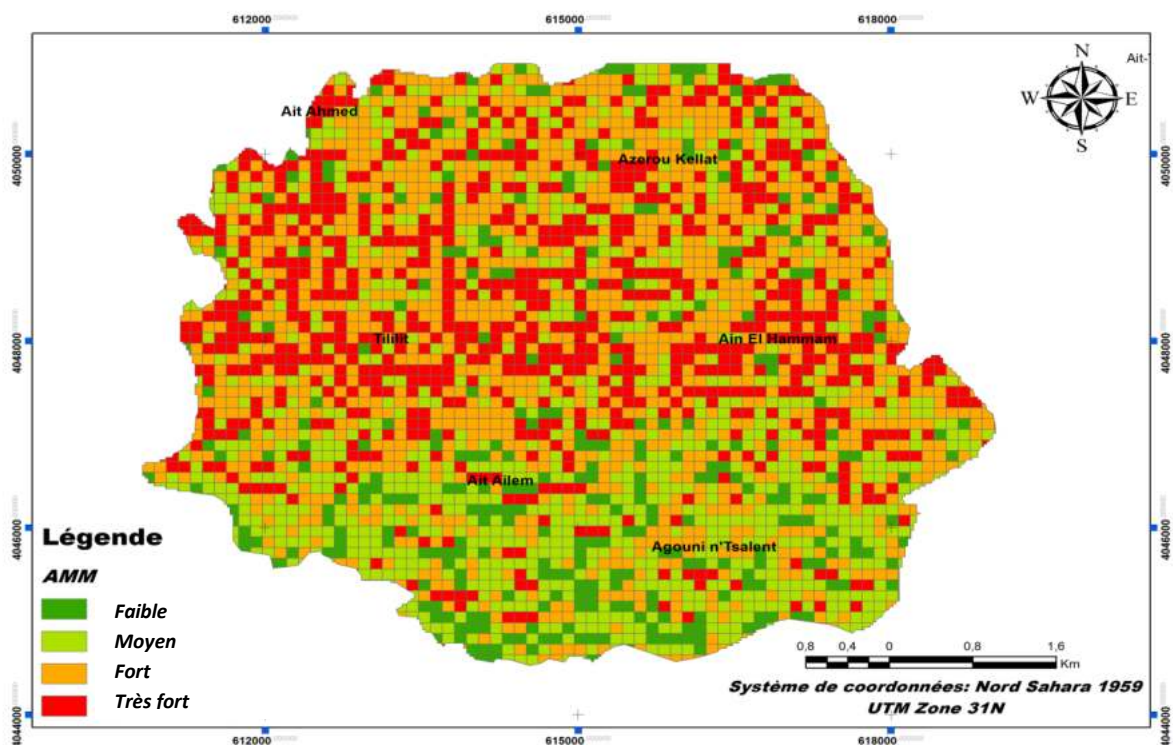 612000 615000 618000
N
Ait-
W E
S
Ait Ahmed
4050000 Azerou Kellat 4050000
4048000 Tililit Ain El Hammam 4048000
Ait Ailem
4046000 Agouni n'Tsalent 4046000
Légende
AMM
Faible
Moyen
Fort
Très fort
0,8 0,4 0 0,8 1,6
Km
Système de coordonnées: Nord Sahara 1959
UTM Zone 31N
4044000 4044000
612000 615000 618000